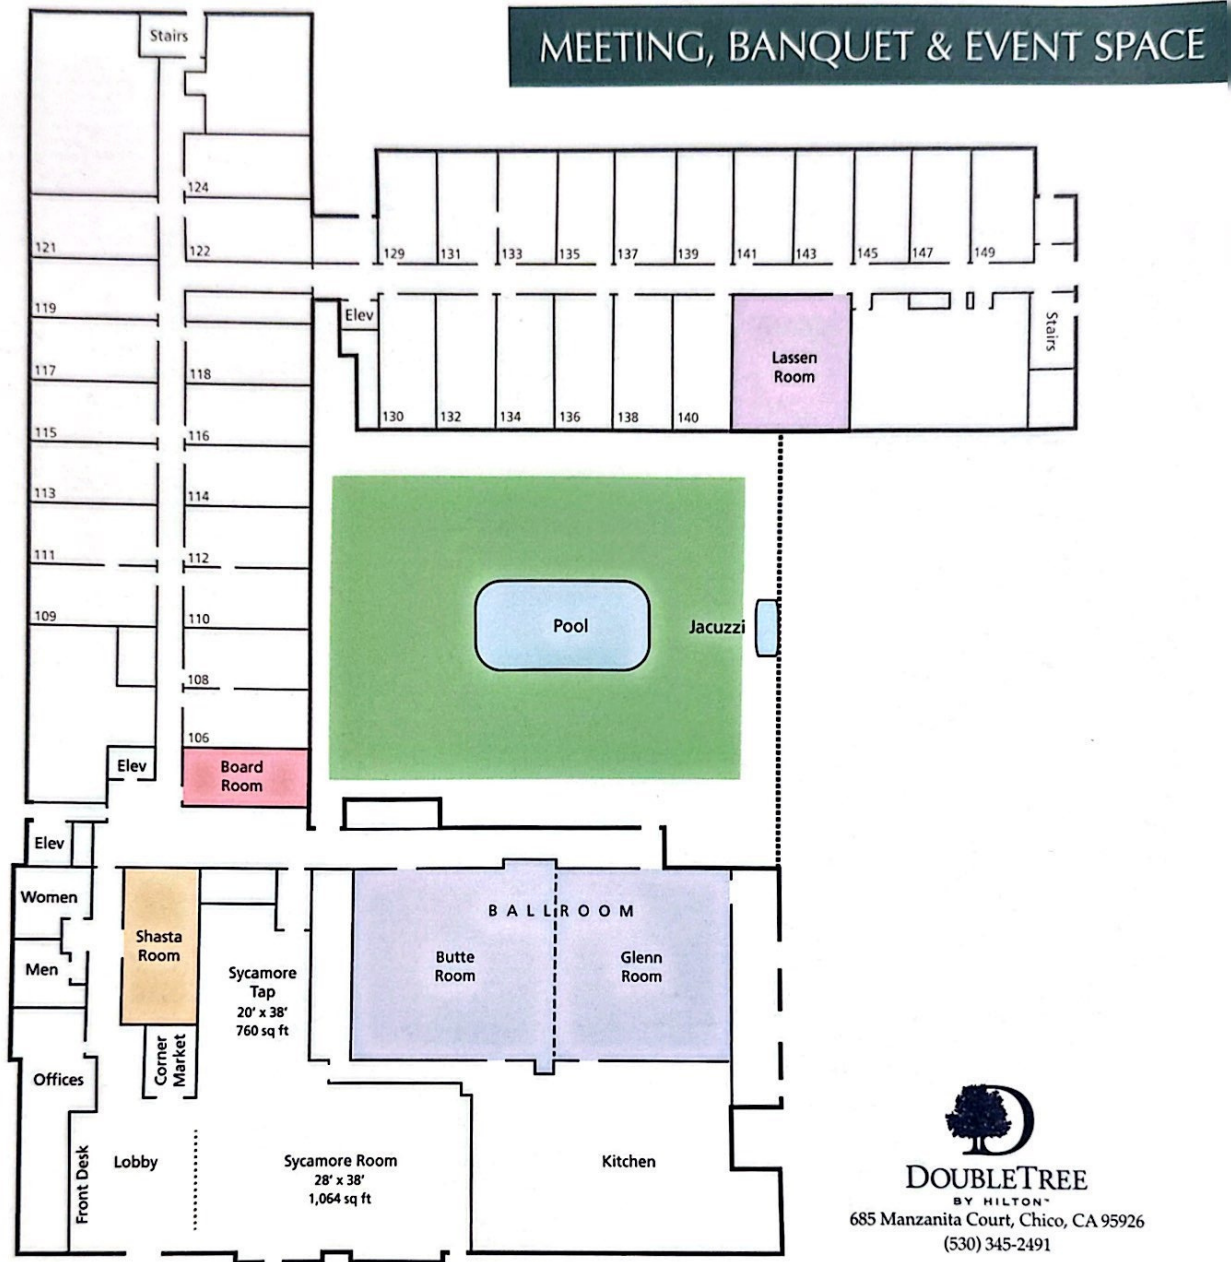 MEETING, BANQUET & EVENT SPACE
Stairs
124
121
122
129
131
133
135
137
139
141
143
145
147
149
119
Elev
Stairs
Lassen
Room
117
118
130
132
134
136
138
140
115
116
113
114
111
112
109
110
Pool
Jacuzzi
108
106
Elev
Board
Room
Elev
Women
BALLROOM
Shasta
Room
Butte
Room
Glenn
Room
Men
Sycamore
Tap
20' x 38'
760 sq ft
Corner
Market
Offices
Front Desk
Lobby
Sycamore Room
28' x 38'
1,064 sq ft
Kitchen
D
DOUBLETREE
BY HILTON™
685 Manzanita Court, Chico, CA 95926
(530) 345-2491